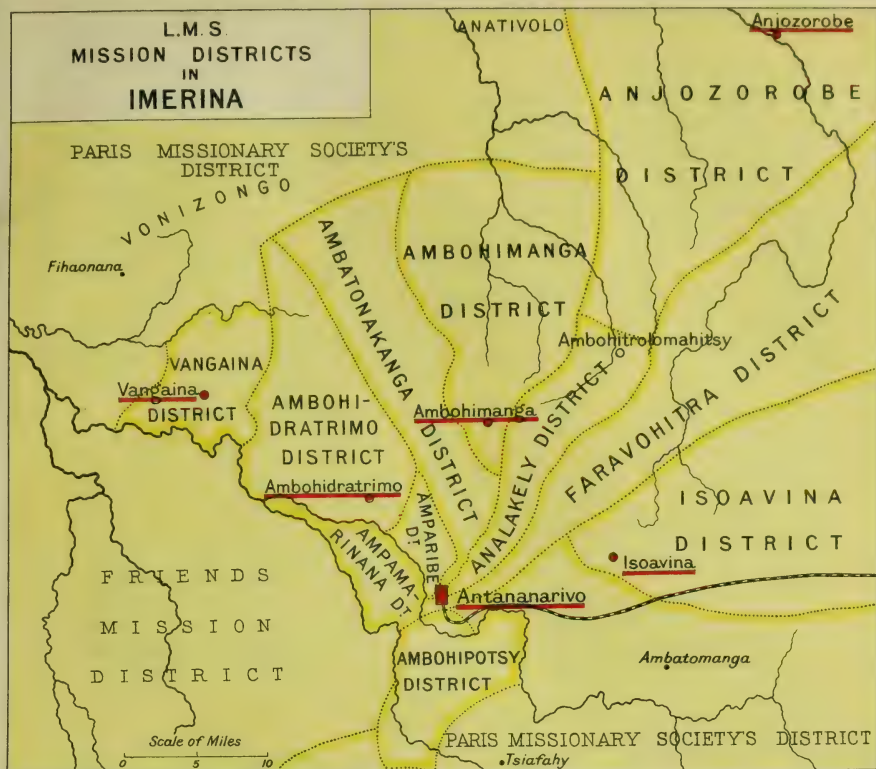 L.M.S.
MISSION DISTRICTS
IN
IMERINA
ANATIVOLO
Anjozorobe
ANJOZOROBE
DISTRICT
PARIS MISSIONARY SOCIETY'S
DISTRICT
VONIZONGO
Fihaonana
AMBATONAKANGA DISTRICT
AMBOHIMANGA
DISTRICT
Ambohitrolomahitsy
VANGAINA
DISTRICT
Vangaina
AMBOHI-
DRATRIMO
DISTRICT
Ambohidratrimo
Ambohimanga
ANALAKELY DISTRICT
FARAVOHITRA DISTRICT
ISOAVINA
DISTRICT
Isoavina
AMPARIBE
DT
AMPAMA-
RINANA DT
Antananarivo
FRIENDS
MISSION
DISTRICT
AMBOHIPOTSY
DISTRICT
Ambatomanga
PARIS MISSIONARY SOCIETY'S DISTRICT
Tsiafahy
Scale of Miles
0 5 10